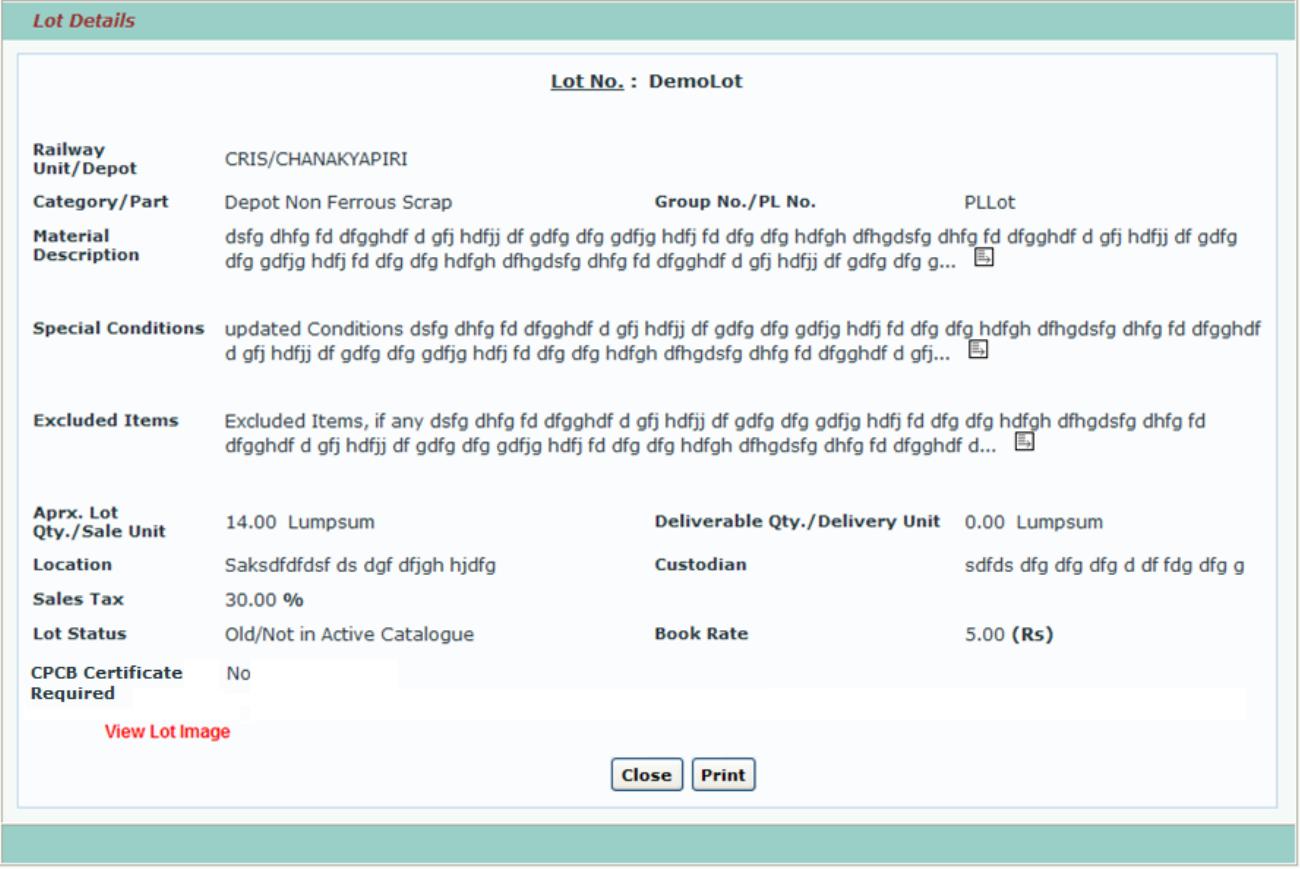 Lot Details
Lot No. : DemoLot
Railway
Unit/Depot
CRIS/CHANAKYAPIRI
Category/Part Depot Non Ferrous Scrap Group No./PL No. PLLot
Material
Description
dsfg dhfg fd dfgghdf d gfj hdfjj df gdfg dfg gdfjg hdfj fd dfg dfg hdfgh dfhgdsfg dhfg fd dfgghdf d gfj hdfjj df gdfg
dfg gdfjg hdfj fd dfg dfg hdfgh dfhgdsfg dhfg fd dfgghdf d gfj hdfjj df gdfg dfg g...
Special Conditions updated Conditions dsfg dhfg fd dfgghdf d gfj hdfjj df gdfg dfg gdfjg hdfj fd dfg dfg hdfgh dfhgdsfg dhfg fd dfgghdf
d gfj hdfjj df gdfg dfg gdfjg hdfj fd dfg dfg hdfgh dfhgdsfg dhfg fd dfgghdf d gfj...
Excluded Items Excluded Items, if any dsfg dhfg fd dfgghdf d gfj hdfjj df gdfg dfg gdfjg hdfj fd dfg dfg hdfgh dfhgdsfg dhfg fd
dfgghdf d gfj hdfjj df gdfg dfg gdfjg hdfj fd dfg dfg hdfgh dfhgdsfg dhfg fd dfgghdf d...
Aprx. Lot
Qty./Sale Unit
14.00 Lumpsum Deliverable Qty./Delivery Unit 0.00 Lumpsum
Location Saksdfdfdsf ds dgf dfjgh hjdfg Custodian sdfds dfg dfg dfg d df fdg dfg g
Sales Tax 30.00 %
Lot Status Old/Not in Active Catalogue Book Rate 5.00 (Rs)
CPCB Certificate
Required
No
View Lot Image
Close Print